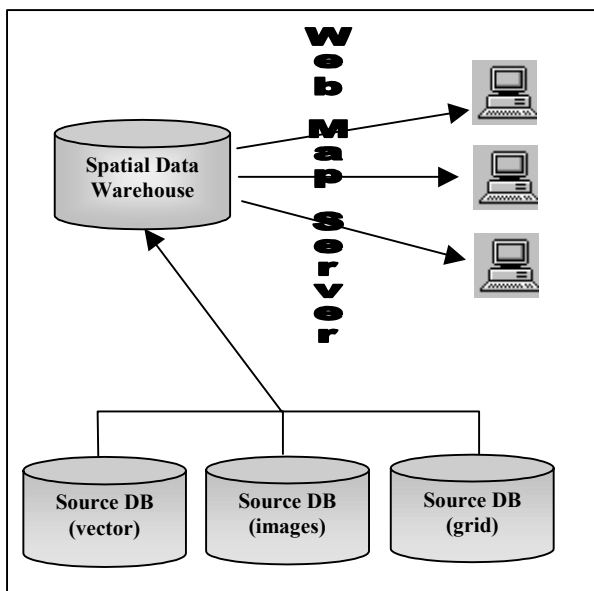 Web Map Server
Spatial Data
Warehouse
Source DB
(vector)
Source DB
(images)
Source DB
(grid)